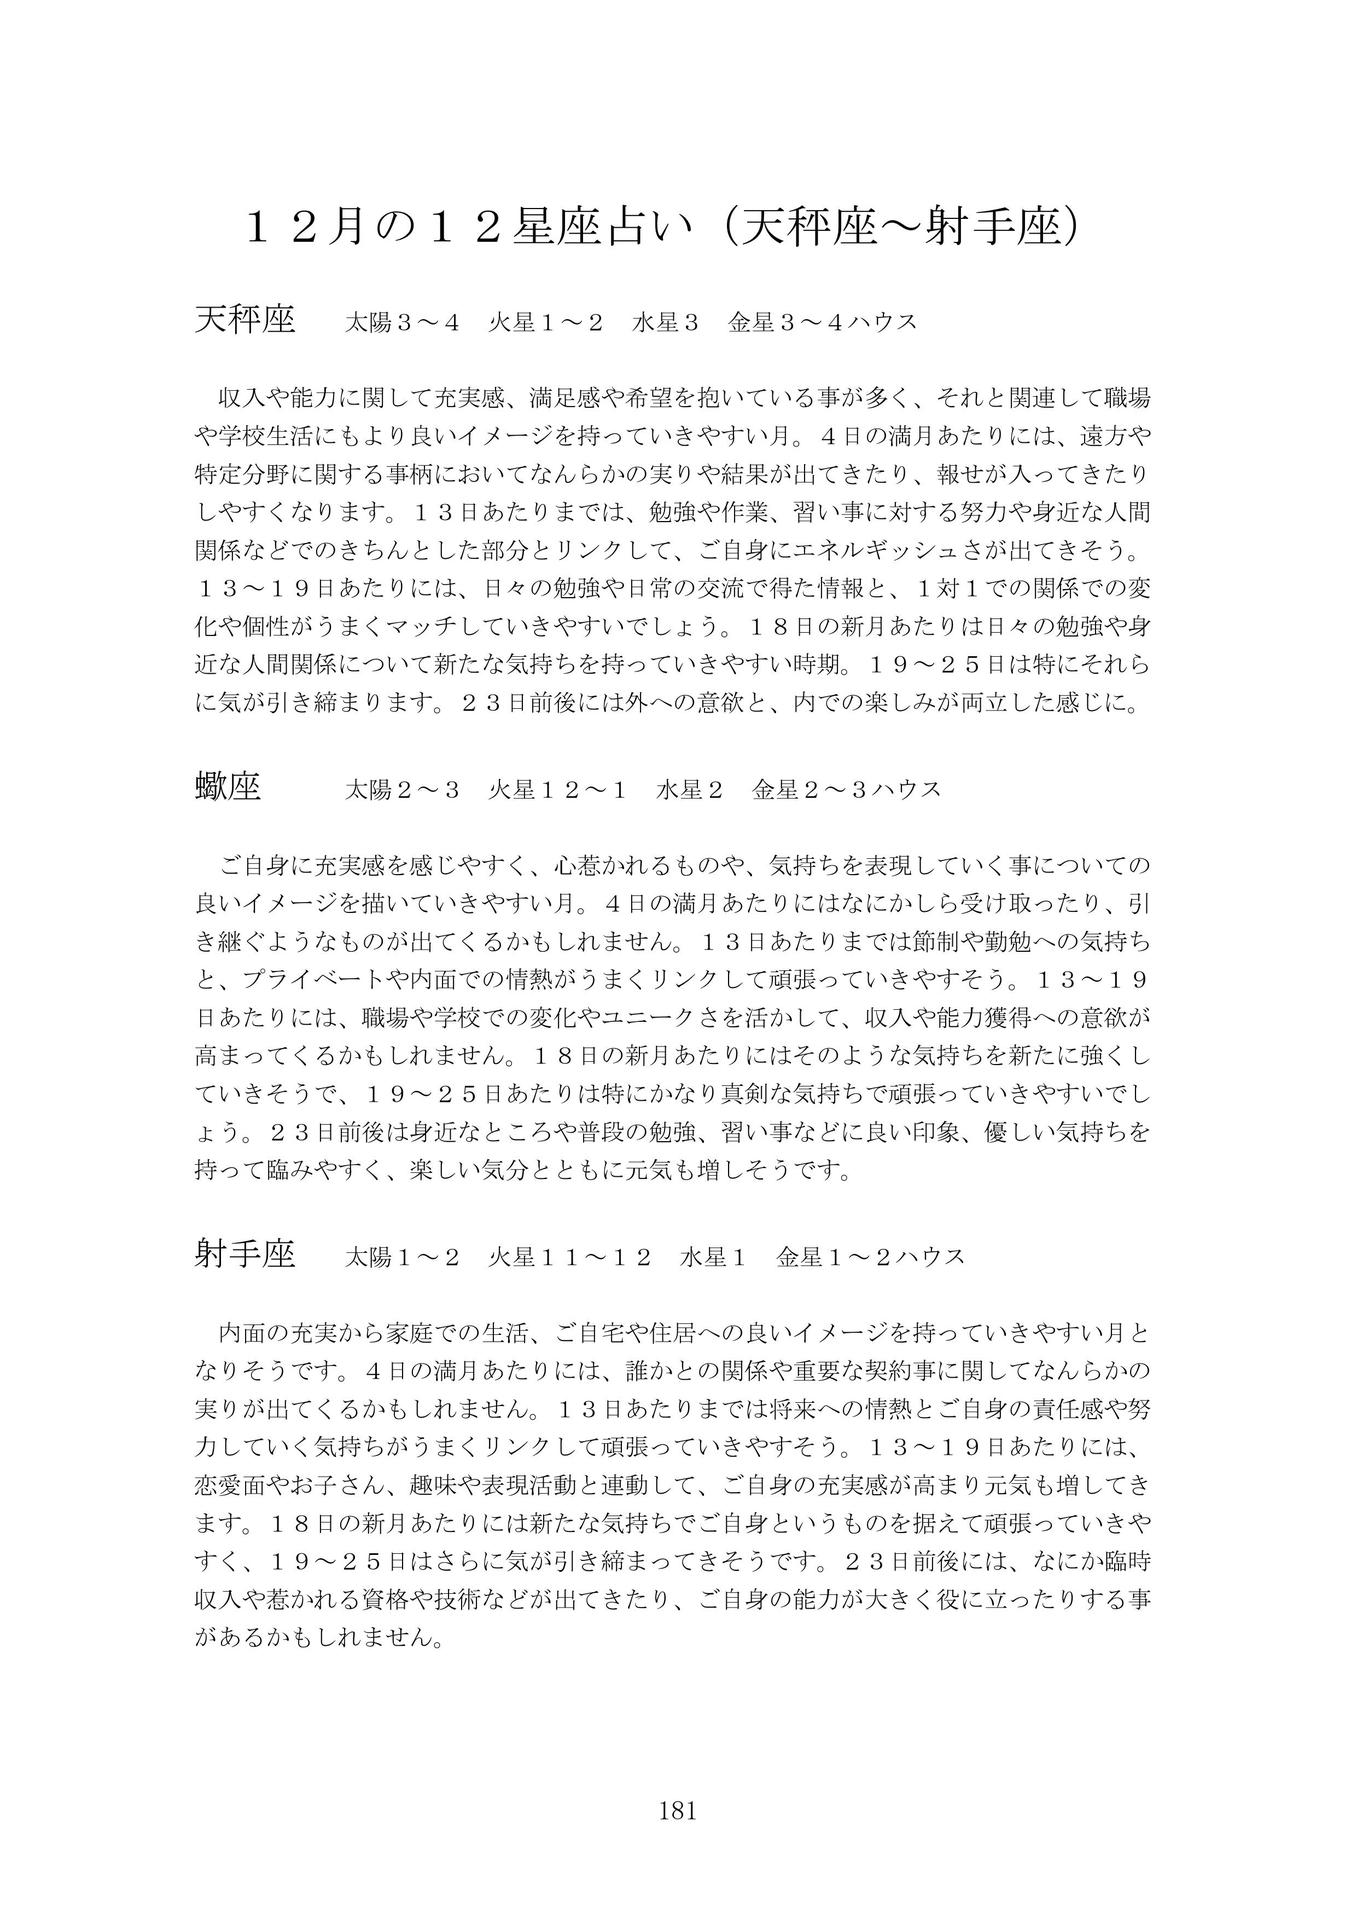 １２月の１２星座占い（天秤座～射手座）
天秤座　　太陽３～４　火星１～２　水星３　金星３～４ハウス
　収入や能力に関して充実感、満足感や希望を抱いている事が多く、それと関連して職場
や学校生活にもより良いイメージを持っていきやすい月。４日の満月あたりには、遠方や
特定分野に関する事柄においてなんらかの実りや結果が出てきたり、報せが入ってきたり
しやすくなります。１３日あたりまでは、勉強や作業、習い事に対する努力や身近な人間
関係などでのきちんとした部分とリンクして、ご自身にエネルギッシュさが出てきそう。
１３～１９日あたりには、日々の勉強や日常の交流で得た情報と、１対１での関係での変
化や個性がうまくマッチしていきやすいでしょう。１８日の新月あたりは日々の勉強や身
近な人間関係について新たな気持ちを持っていきやすい時期。１９～２５日は特にそれら
に気が引き締まります。２３日前後には外への意欲と、内での楽しみが両立した感じに。
蠍座　　　太陽２～３　火星１２～１　水星２　金星２～３ハウス
　ご自身に充実感を感じやすく、心惹かれるものや、気持ちを表現していく事についての
良いイメージを描いていきやすい月。４日の満月あたりにはなにかしら受け取ったり、引
き継ぐようなものが出てくるかもしれません。１３日あたりまでは節制や勤勉への気持ち
と、プライベートや内面での情熱がうまくリンクして頑張っていきやすそう。１３～１９
日あたりには、職場や学校での変化やユニークさを活かして、収入や能力獲得への意欲が
高まってくるかもしれません。１８日の新月あたりにはそのような気持ちを新たに強くし
ていきそうで、１９～２５日あたりは特にかなり真剣な気持ちで頑張っていきやすいでし
ょう。２３日前後は身近なところや普段の勉強、習い事などに良い印象、優しい気持ちを
持って臨みやすく、楽しい気分とともに元気も増しそうです。
射手座　　太陽１～２　火星１１～１２　水星１　金星１～２ハウス
　内面の充実から家庭での生活、ご自宅や住居への良いイメージを持っていきやすい月と
なりそうです。４日の満月あたりには、誰かとの関係や重要な契約事に関してなんらかの
実りが出てくるかもしれません。１３日あたりまでは将来への情熱とご自身の責任感や努
力していく気持ちがうまくリンクして頑張っていきやすそう。１３～１９日あたりには、
恋愛面やお子さん、趣味や表現活動と連動して、ご自身の充実感が高まり元気も増してき
ます。１８日の新月あたりには新たな気持ちでご自身というものを据えて頑張っていきや
すく、１９～２５日はさらに気が引き締まってきそうです。２３日前後には、なにか臨時
収入や惹かれる資格や技術などが出てきたり、ご自身の能力が大きく役に立ったりする事
があるかもしれません。
181